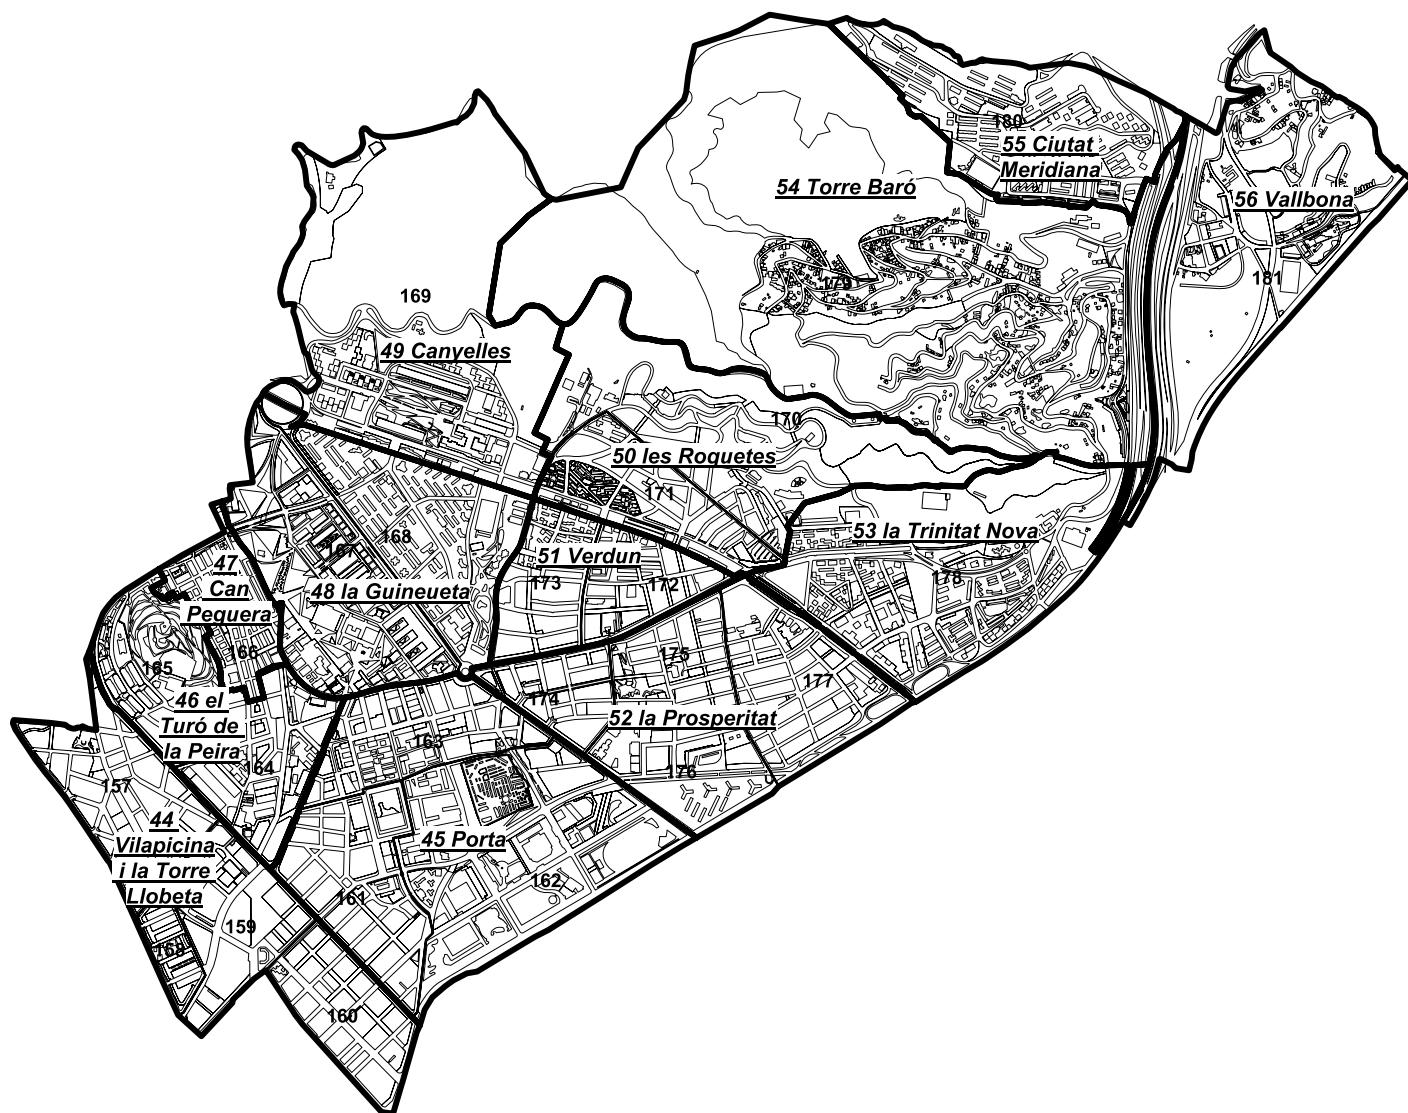 180
55 Ciutat
Meridiana
54 Torre Baró
56 Vallbona
179
181
169
49 Canyelles
170
50 les Roquetes
171
53 la Trinitat Nova
168
167
51 Verdun
47
Can
Peguera
48 la Guineueta
173
172
178
166
165
175
177
46 el
Turó de
la Peira
174
52 la Prosperitat
163
164
176
157
44
Vilapicina
i la Torre
Llobeta
45 Porta
162
161
159
160